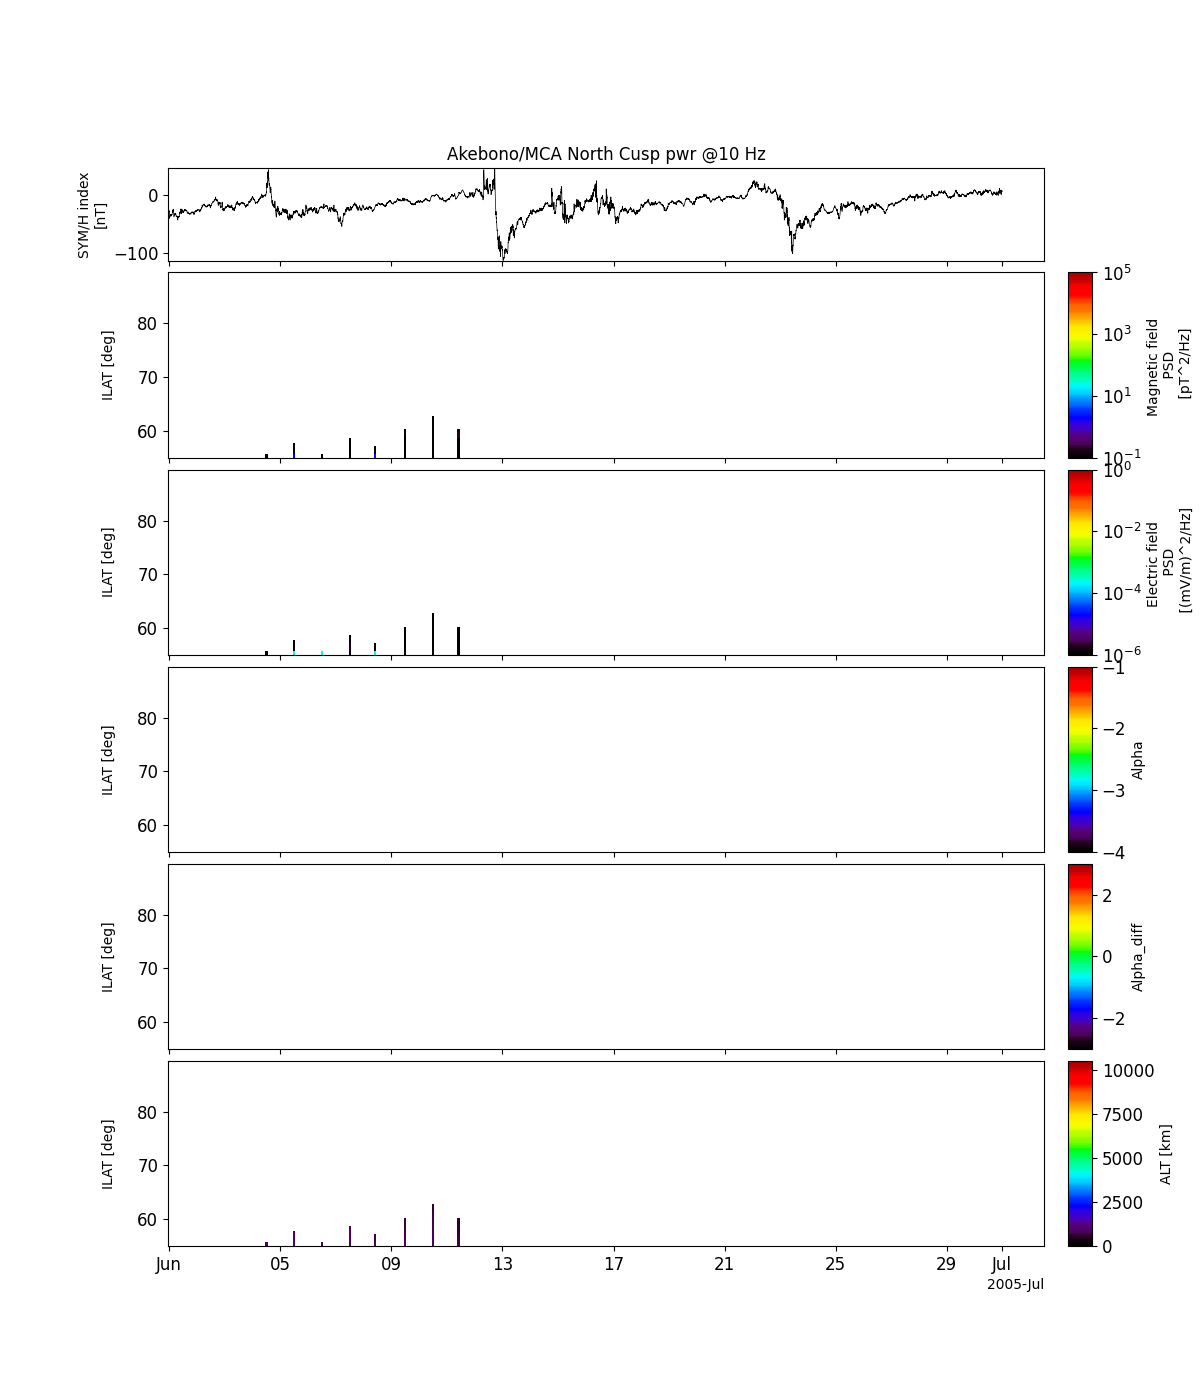 Akebono/MCA North Cusp pwr @10 Hz
SYM/H index
[nT]
0
−100
ILAT [deg]
80
70
60
10^5
10^3
10^1
10^−1
Magnetic field
PSD
[pT^2/Hz]
ILAT [deg]
80
70
60
10^0
10^−2
10^−4
10^−6
Electric field
PSD
[(mV/m)^2/Hz]
ILAT [deg]
80
70
60
−1
−2
−3
−4
Alpha
ILAT [deg]
80
70
60
2
0
−2
Alpha_diff
ILAT [deg]
80
70
60
10000
7500
5000
2500
0
ALT [km]
Jun 05 09 13 17 21 25 29 Jul
2005-Jul